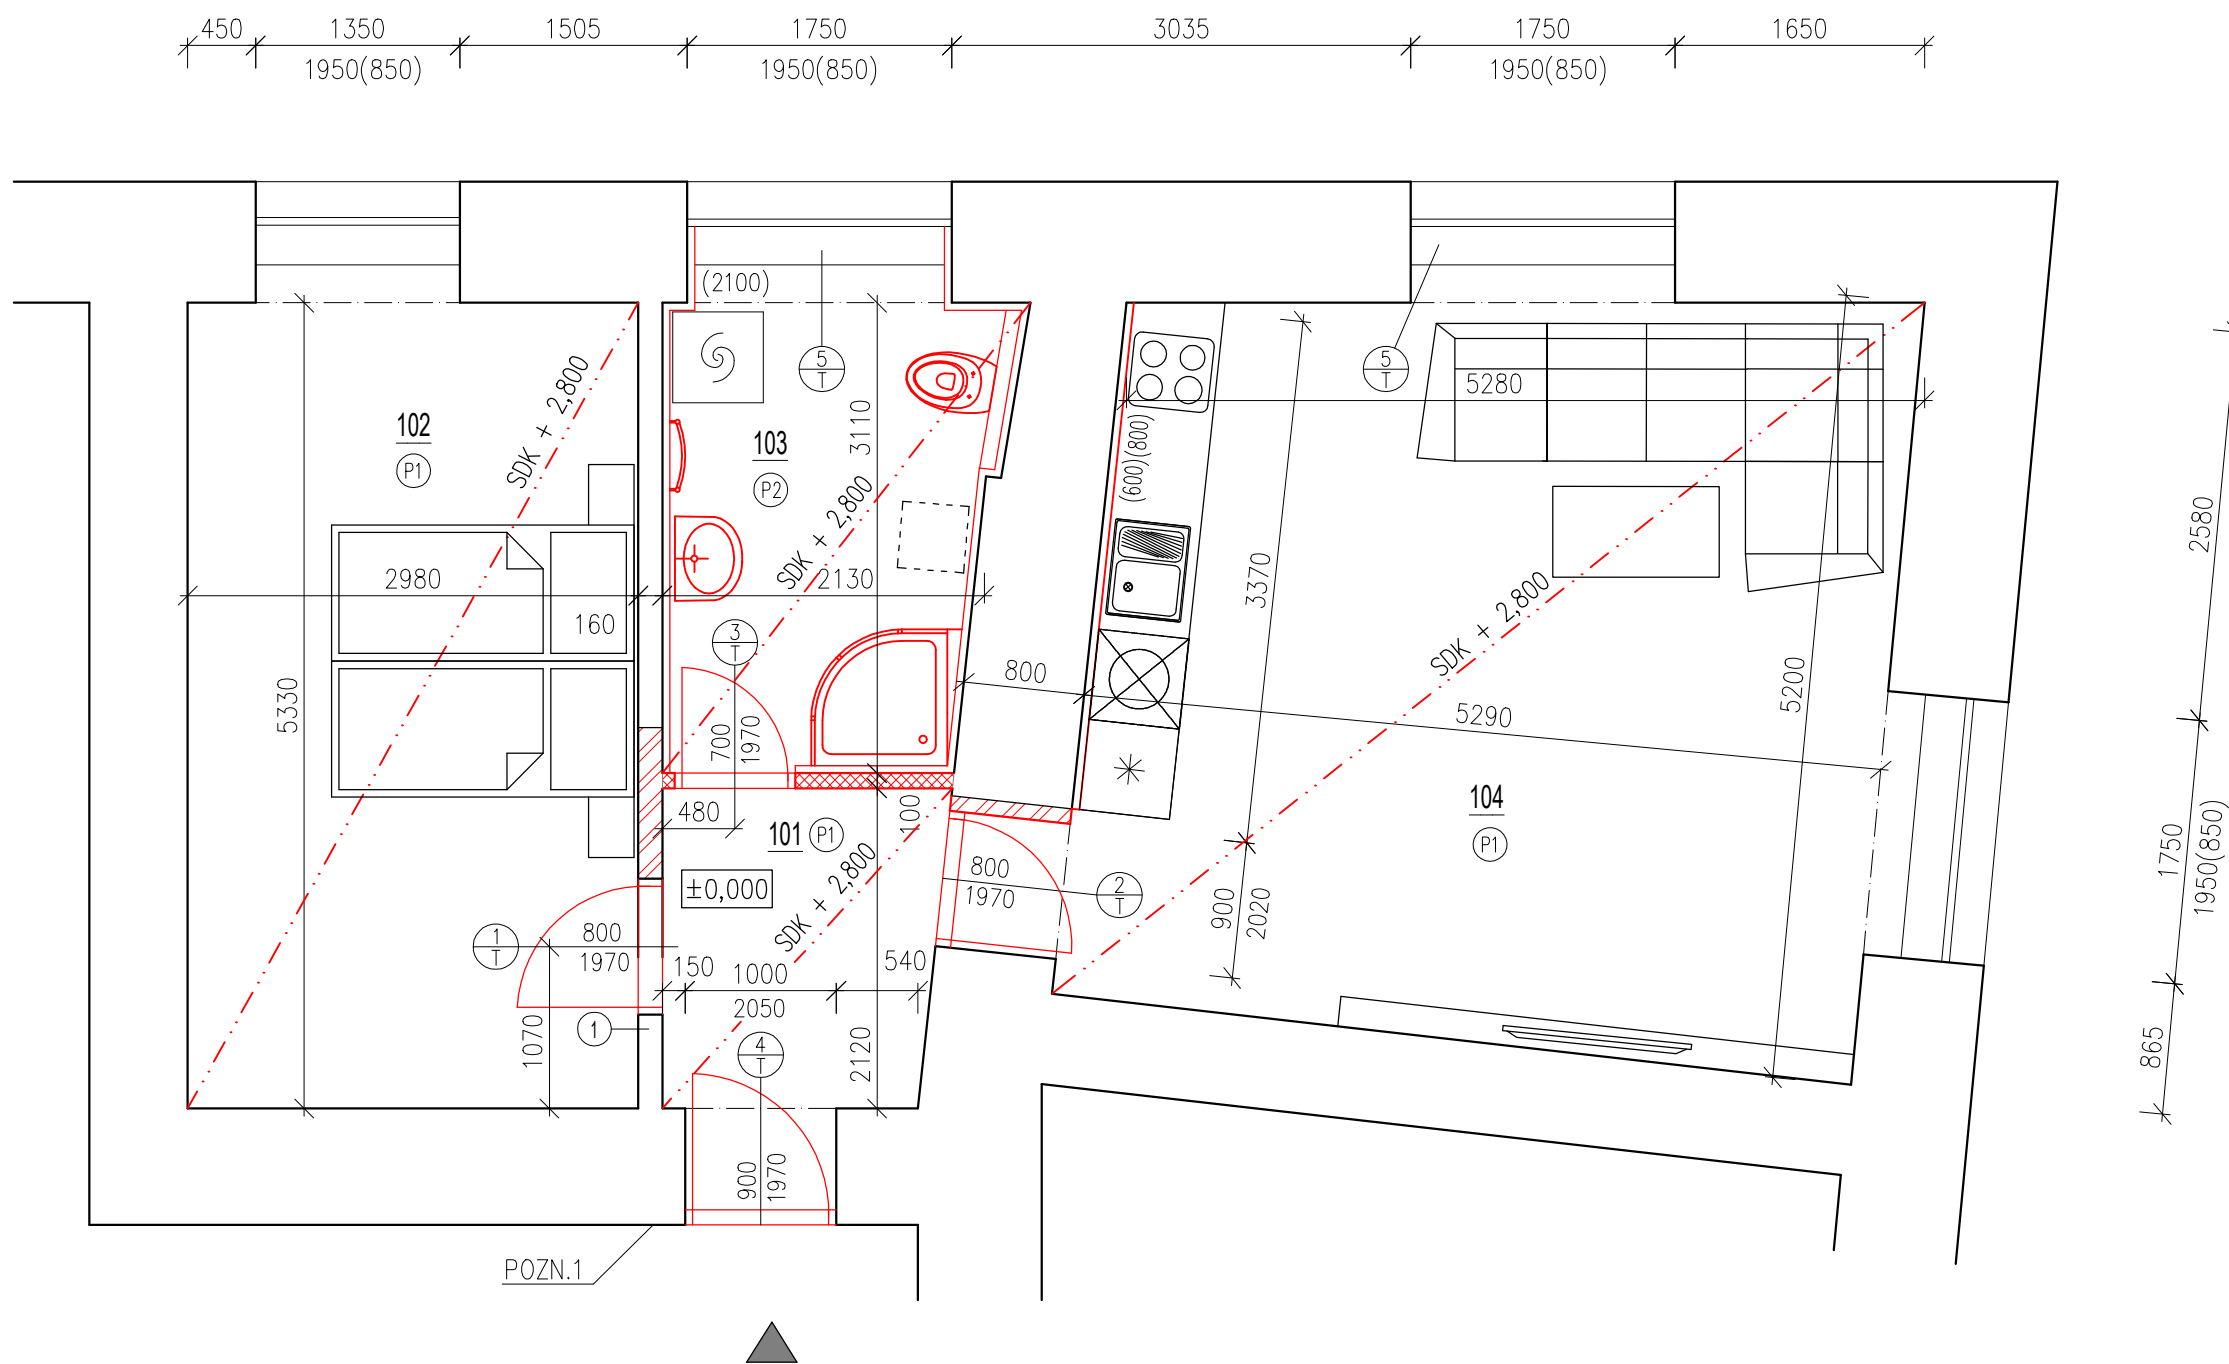 450 1350 1505 1750 3035 1750 1650
1950(850) 1950(850) 1950(850)
(2100)
5
T
5
T
5280
102
P1
SDK + 2,800
103
P2
3110
SDK + 2,800
(600)(800)
2580
2980
160
2130
3370
SDK + 2,800
3
T
5330
800
5200
5290
700
1970
480
100
101
P1
104
P1
1750
1950(850)
±0,000
SDK + 2,800
800
1970
2
T
900
2020
1
T
800
1970
150
1000
2050
540
1
1070
4
T
2120
865
900
1970
POZN.1